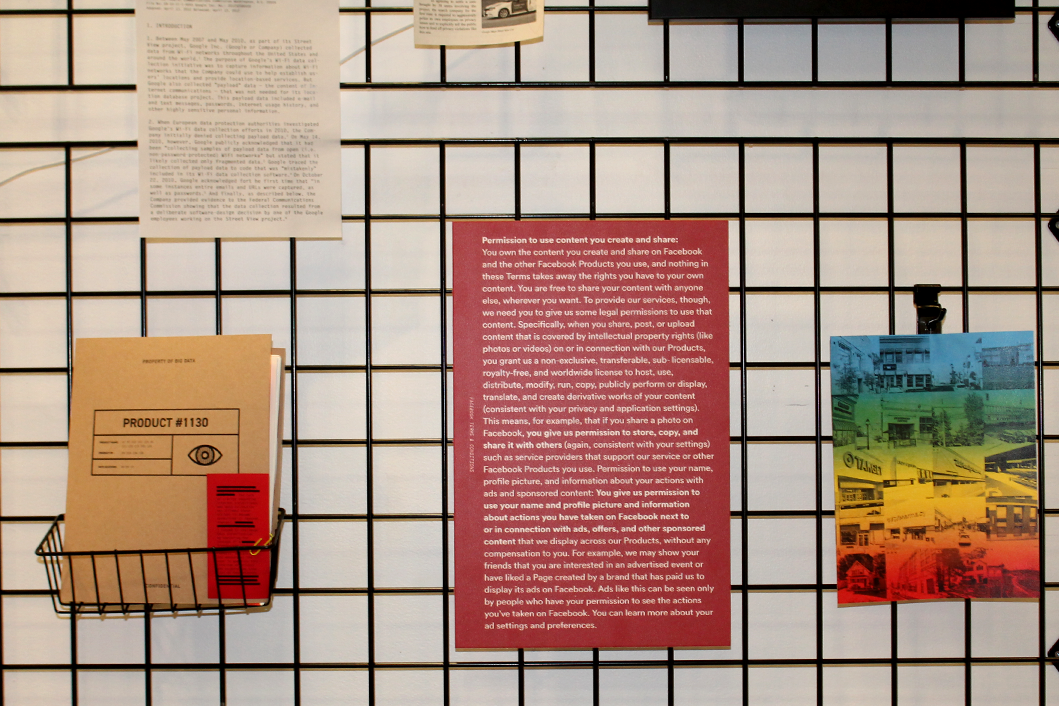 1. INTRODUCTION
1. Between May 2007 and May 2010, as part of its Street
View project, Google Inc. (Google or Company) collected
data from Wi-Fi networks throughout the United States and
around the world. The purpose of Google's Wi-Fi data col-
lection initiative was to capture information about Wi-Fi
networks that the Company could use to help establish us-
ers' locations and provide location-based services. But
Google also collected "payload" data - the content of In-
ternet communications - that was not needed for its loca-
tion database project. This payload data included e-mail
and text messages, passwords, Internet usage history, and
other highly sensitive personal information.
2. When European data protection authorities investigated
Google's Wi-Fi data collection efforts in 2010, the Com-
pany initially denied collecting payload data. On May 14,
2010, however, Google publicly acknowledged that it had
been "collecting samples of payload data from open (i.e.
non-password-protected) WiFi networks" but stated that it
likely collected only fragmented data. Google traced the
collection of payload data to code that was "mistakenly"
included in its Wi-Fi data collection software. On October
22, 2010, Google acknowledged for the first time that "in
some instances entire emails and URLs were captured, as
well as passwords." And finally, as described below, the
Company provided evidence to the Federal Communications
Commission showing that the data collection resulted from
a deliberate software-design decision by one of the Google
employees working on the Street View project."
PROPERTY OF BIG DATA
PRODUCT #1130
CONFIDENTIAL
FACEBOOK TERMS & CONDITIONS
Permission to use content you create and share:
You own the content you create and share on Facebook
and the other Facebook Products you use, and nothing in
these Terms takes away the rights you have to your own
content. You are free to share your content with anyone
else, wherever you want. To provide our services, though,
we need you to give us some legal permissions to use that
content. Specifically, when you share, post, or upload
content that is covered by intellectual property rights (like
photos or videos) on or in connection with our Products,
you grant us a non-exclusive, transferable, sub- licensable,
royalty-free, and worldwide license to host, use,
distribute, modify, run, copy, publicly perform or display,
translate, and create derivative works of your content
(consistent with your privacy and application settings).
This means, for example, that if you share a photo on
Facebook, you give us permission to store, copy, and
share it with others (again, consistent with your settings)
such as service providers that support our service or other
Facebook Products you use. Permission to use your name,
profile picture, and information about your actions with
ads and sponsored content: You give us permission to
use your name and profile picture and information
about actions you have taken on Facebook next to
or in connection with ads, offers, and other sponsored
content that we display across our Products, without any
compensation to you. For example, we may show your
friends that you are interested in an advertised event or
have liked a Page created by a brand that has paid us to
display its ads on Facebook. Ads like this can be seen only
by people who have your permission to see the actions
you've taken on Facebook. You can learn more about your
ad settings and preferences.
TARGET